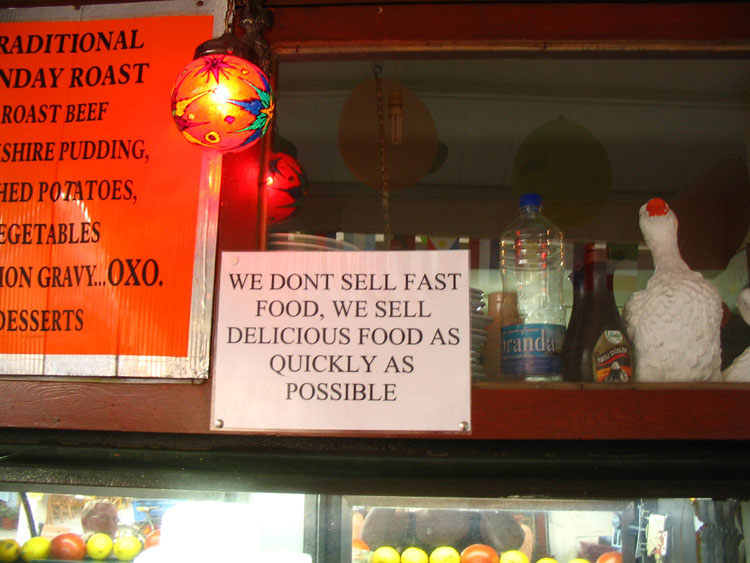 RADITIONAL
NDAY ROAST
ROAST BEEF
SHIRE PUDDING,
HED POTATOES,
EGETABLES
ION GRAVY...OXO.
DESSERTS
WE DONT SELL FAST
FOOD, WE SELL
DELICIOUS FOOD AS
QUICKLY AS
POSSIBLE
randa